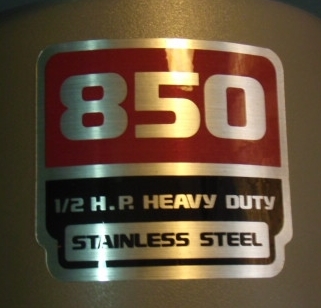 850
1/2 H.P. HEAVY DUTY
STAINLESS STEEL